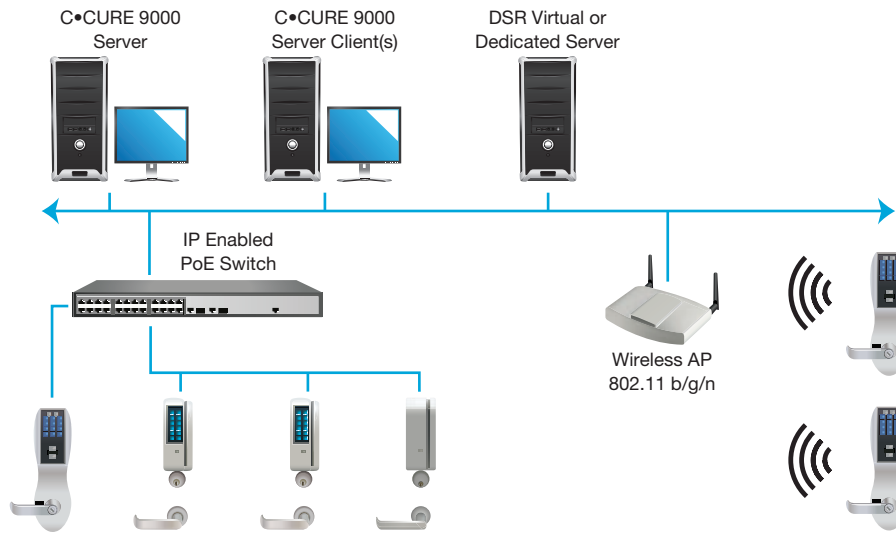 C•CURE 9000
Server
C•CURE 9000
Server Client(s)
DSR Virtual or
Dedicated Server
IP Enabled
PoE Switch
Wireless AP
802.11 b/g/n